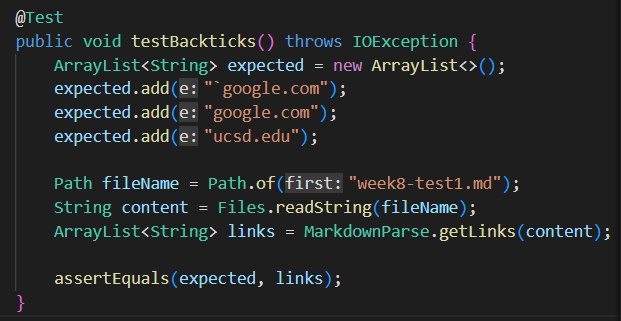 @Test
public void testBackticks() throws IOException {
    ArrayList<String> expected = new ArrayList<>();
    expected.add(e: "`google.com");
    expected.add(e: "google.com");
    expected.add(e: "ucsd.edu");
    Path fileName = Path.of(first: "week8-test1.md");
    String content = Files.readString(fileName);
    ArrayList<String> links = MarkdownParse.getLinks(content);
    assertEquals(expected, links);
}